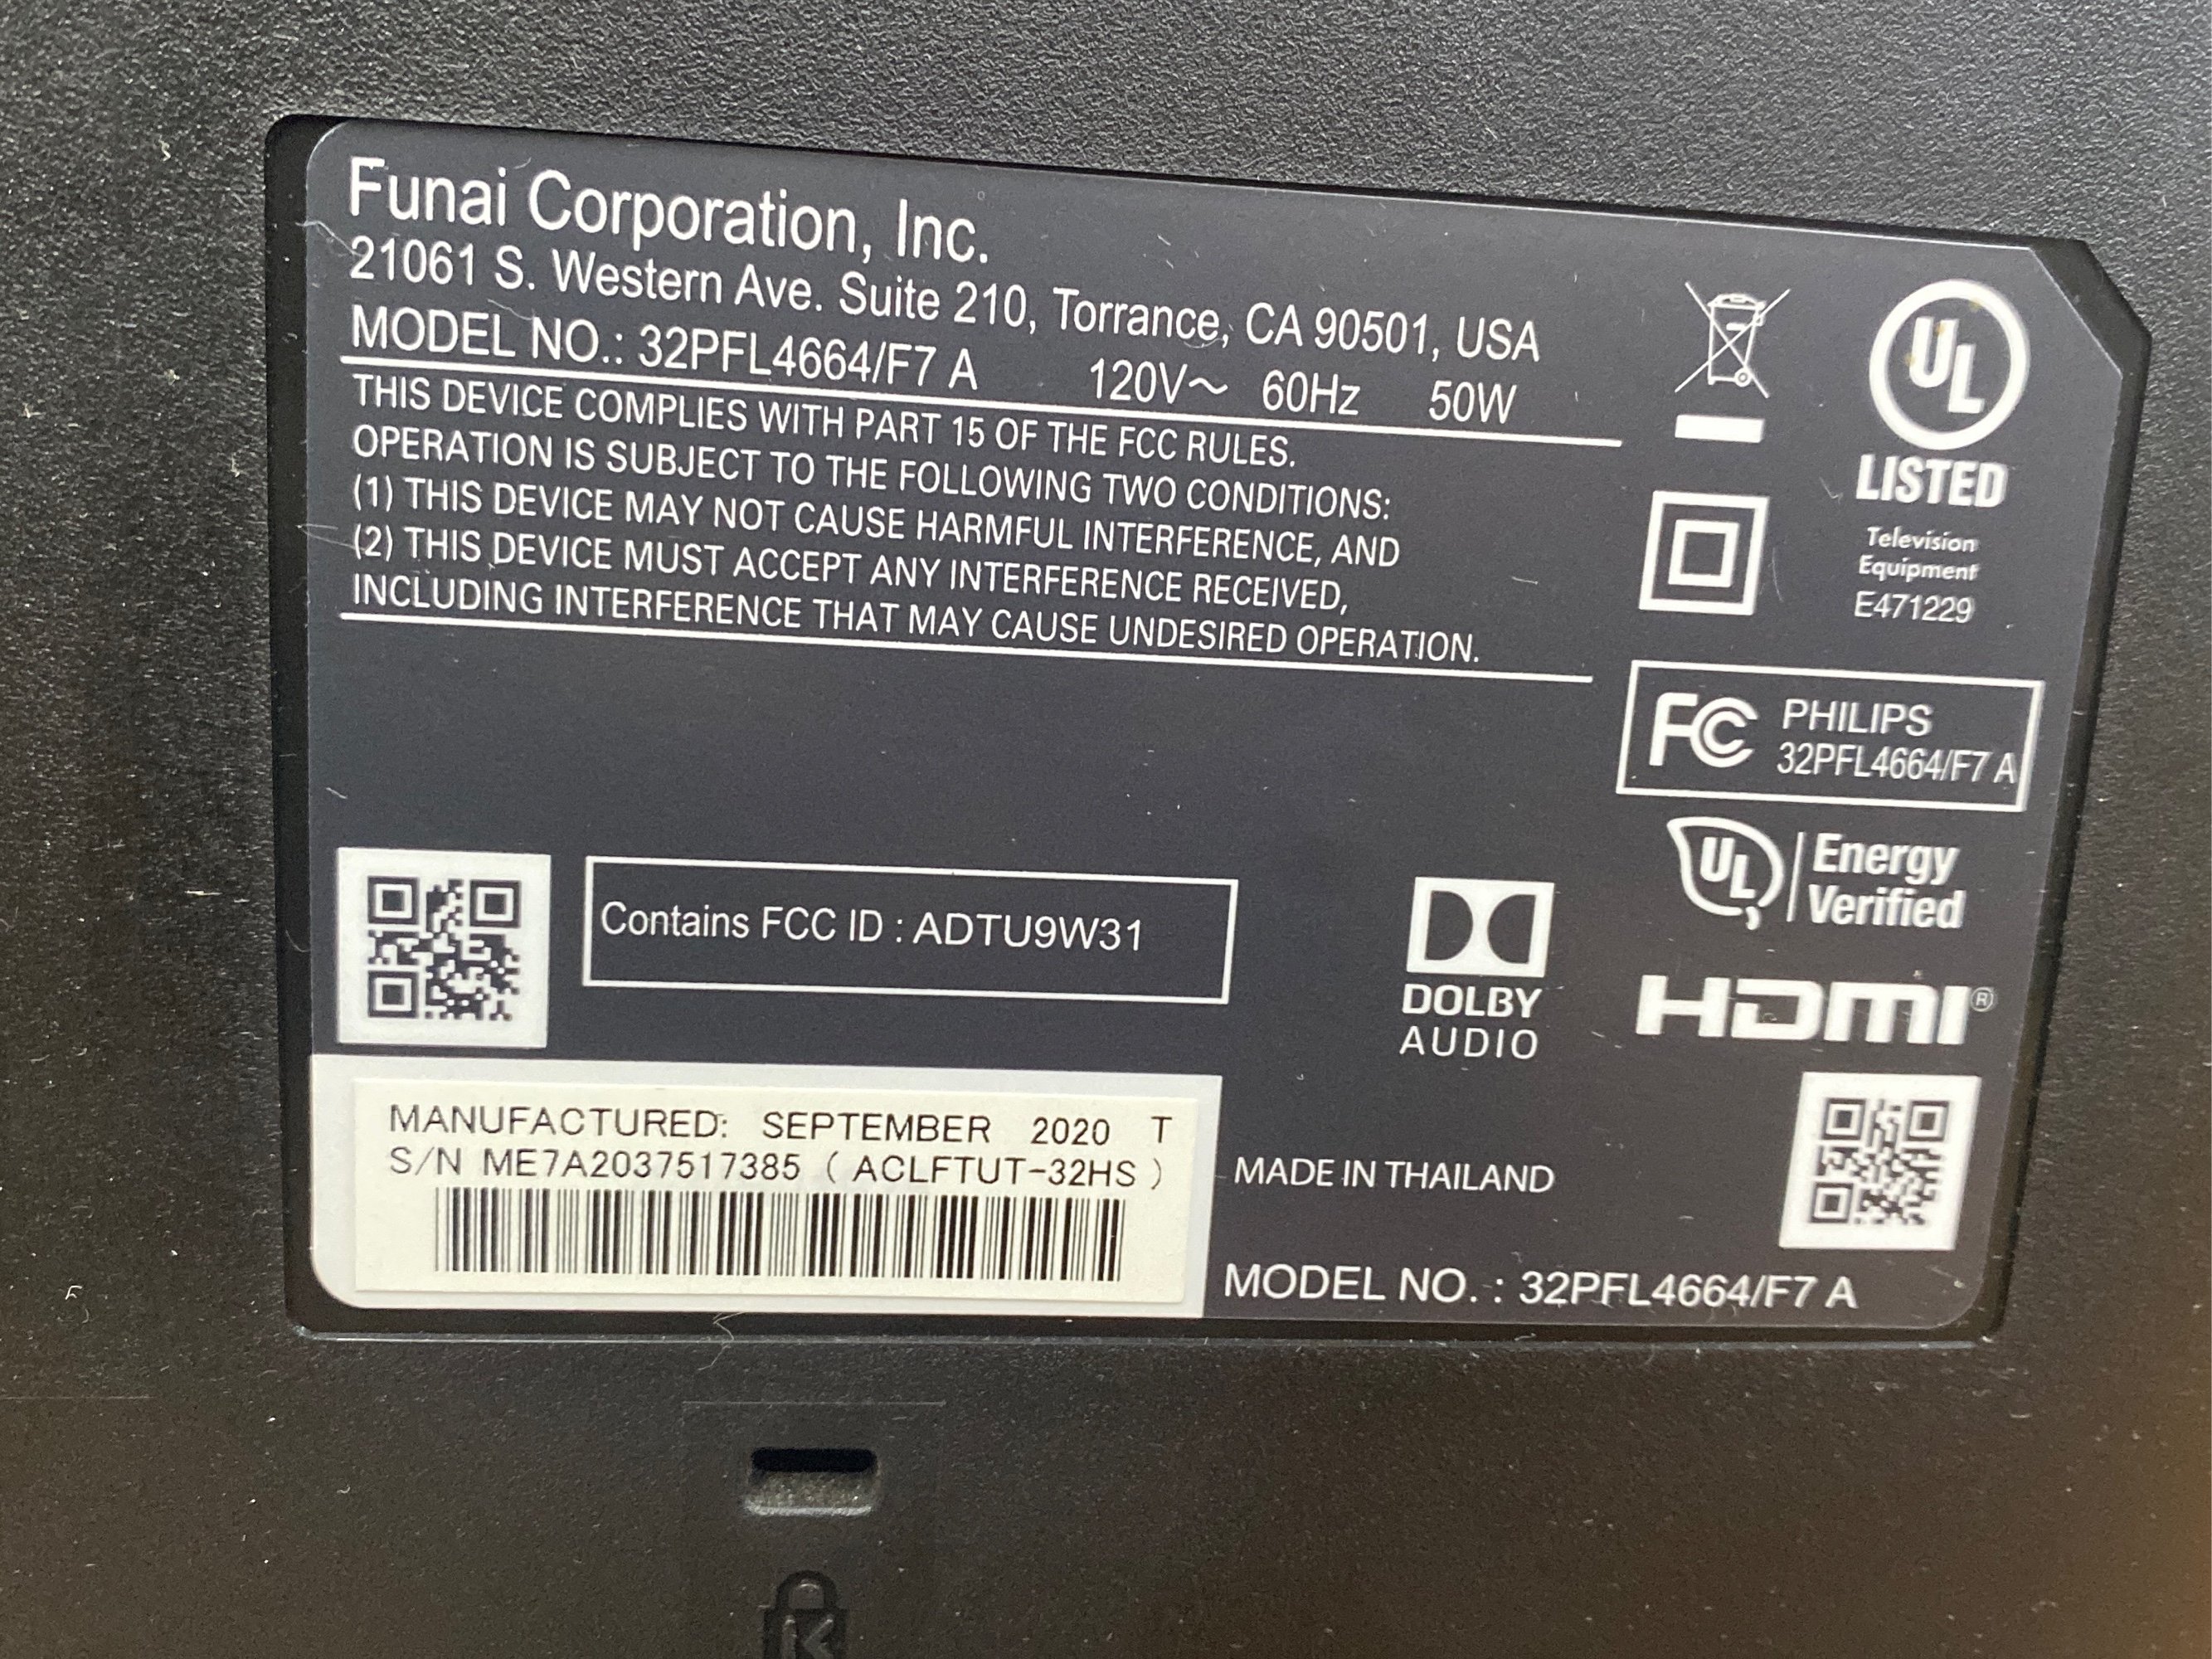 Funai Corporation, Inc.
21061 S. Western Ave. Suite 210, Torrance, CA 90501, USA
MODEL NO.: 32PFL4664/F7 A 120V~ 60Hz 50W
THIS DEVICE COMPLIES WITH PART 15 OF THE FCC RULES.
OPERATION IS SUBJECT TO THE FOLLOWING TWO CONDITIONS:
(1) THIS DEVICE MAY NOT CAUSE HARMFUL INTERFERENCE, AND
(2) THIS DEVICE MUST ACCEPT ANY INTERFERENCE RECEIVED,
INCLUDING INTERFERENCE THAT MAY CAUSE UNDESIRED OPERATION.
UL
LISTED
Television
Equipment
E471229
FC PHILIPS
32PFL4664/F7 A
UL Energy
Verified
Contains FCC ID : ADTU9W31
DOLBY
AUDIO
HDMI®
MANUFACTURED: SEPTEMBER 2020 T
S/N ME7A2037517385 ( ACLFTUT-32HS )
MADE IN THAILAND
MODEL NO. : 32PFL4664/F7 A
K